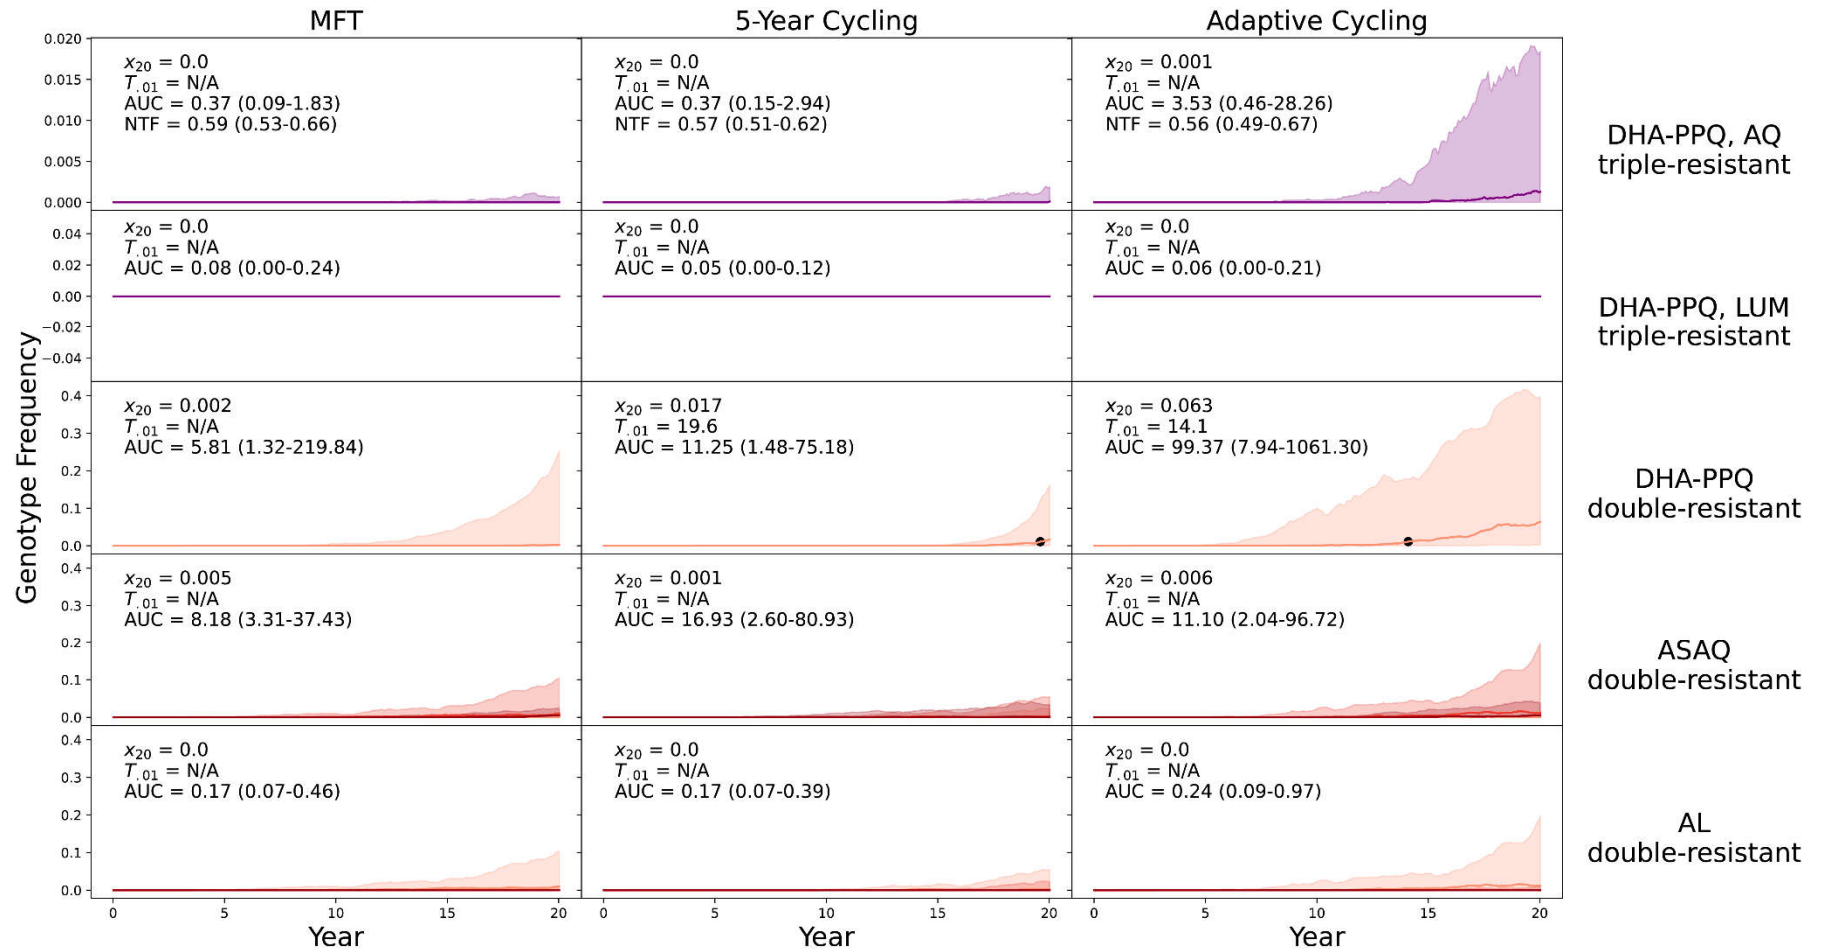 MFT
5-Year Cycling
Adaptive Cycling
Genotype Frequency
0.020
0.015
0.010
0.005
0.000
x20 = 0.0
T.01 = N/A
AUC = 0.37 (0.09-1.83)
NTF = 0.59 (0.53-0.66)
x20 = 0.0
T.01 = N/A
AUC = 0.37 (0.15-2.94)
NTF = 0.57 (0.51-0.62)
x20 = 0.001
T.01 = N/A
AUC = 3.53 (0.46-28.26)
NTF = 0.56 (0.49-0.67)
DHA-PPQ, AQ
triple-resistant
0.04
0.02
0.00
−0.02
−0.04
x20 = 0.0
T.01 = N/A
AUC = 0.08 (0.00-0.24)
x20 = 0.0
T.01 = N/A
AUC = 0.05 (0.00-0.12)
x20 = 0.0
T.01 = N/A
AUC = 0.06 (0.00-0.21)
DHA-PPQ, LUM
triple-resistant
0.4
0.3
0.2
0.1
0.0
x20 = 0.002
T.01 = N/A
AUC = 5.81 (1.32-219.84)
x20 = 0.017
T.01 = 19.6
AUC = 11.25 (1.48-75.18)
x20 = 0.063
T.01 = 14.1
AUC = 99.37 (7.94-1061.30)
DHA-PPQ
double-resistant
0.4
0.3
0.2
0.1
0.0
x20 = 0.005
T.01 = N/A
AUC = 8.18 (3.31-37.43)
x20 = 0.001
T.01 = N/A
AUC = 16.93 (2.60-80.93)
x20 = 0.006
T.01 = N/A
AUC = 11.10 (2.04-96.72)
ASAQ
double-resistant
0.4
0.3
0.2
0.1
0.0
x20 = 0.0
T.01 = N/A
AUC = 0.17 (0.07-0.46)
x20 = 0.0
T.01 = N/A
AUC = 0.17 (0.07-0.39)
x20 = 0.0
T.01 = N/A
AUC = 0.24 (0.09-0.97)
AL
double-resistant
0 5 10 15 20
0 5 10 15 20
0 5 10 15 20
Year
Year
Year